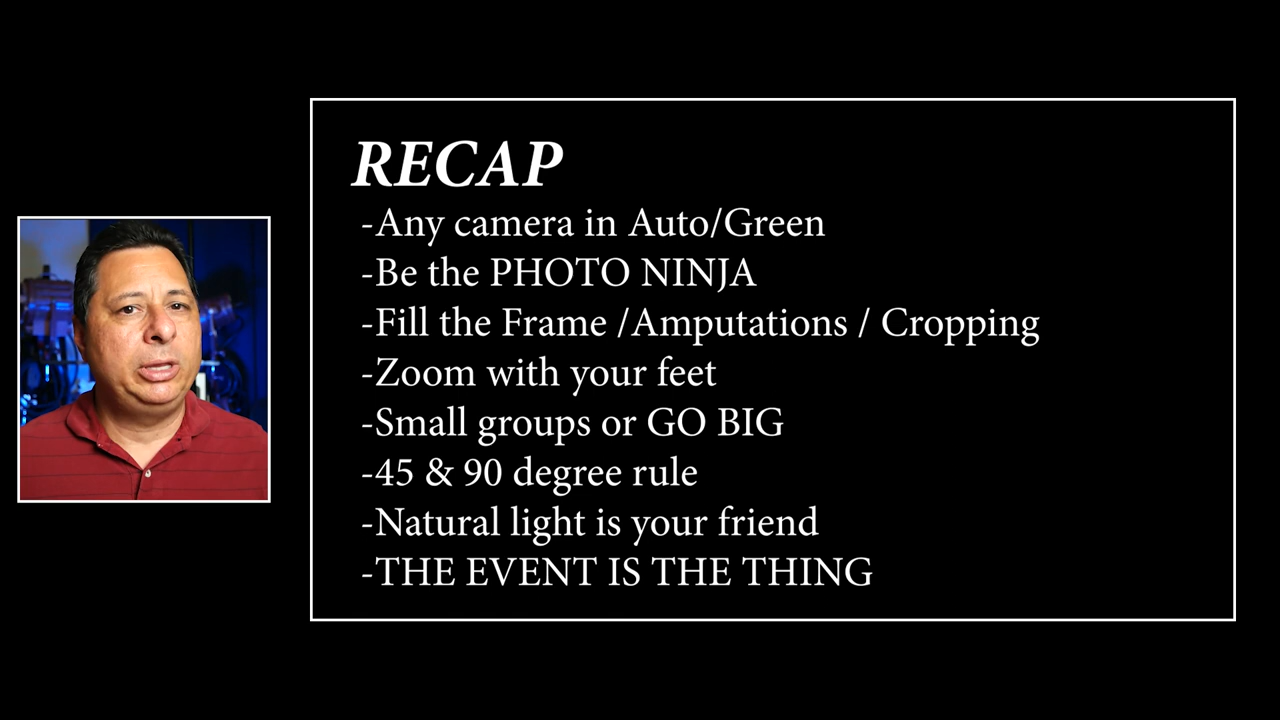 RECAP
-Any camera in Auto/Green
-Be the PHOTO NINJA
-Fill the Frame /Amputations / Cropping
-Zoom with your feet
-Small groups or GO BIG
-45 & 90 degree rule
-Natural light is your friend
-THE EVENT IS THE THING